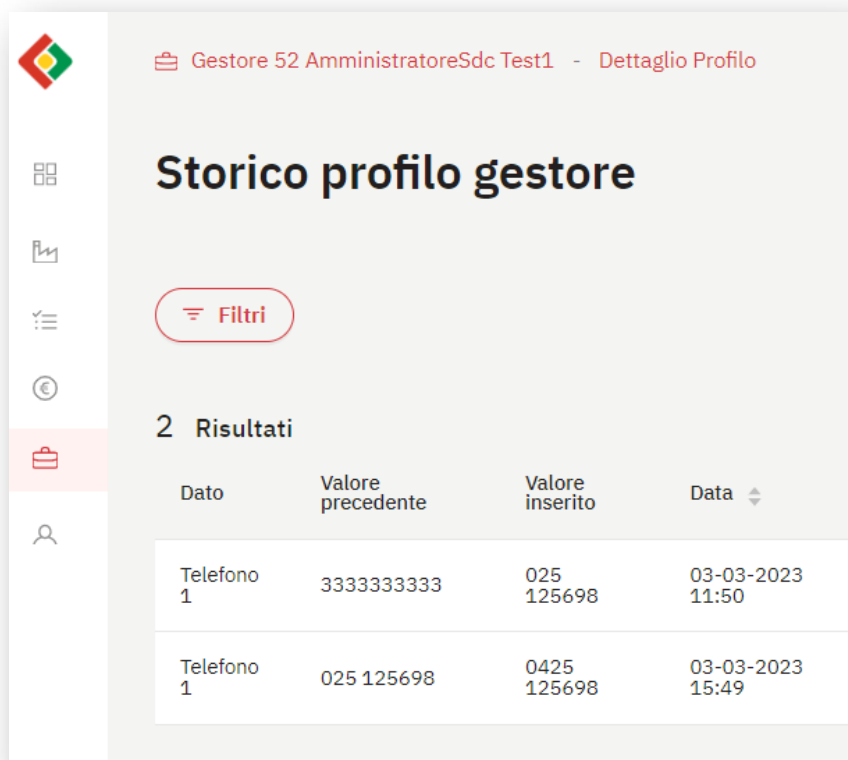 Gestore 52 AmministratoreSdc Test1 - Dettaglio Profilo
Storico profilo gestore
Filtri
2 Risultati
Dato
Valore
precedente
Valore
inserito
Data
Telefono
1
3333333333
025
125698
03-03-2023
11:50
Telefono
1
025 125698
0425
125698
03-03-2023
15:49